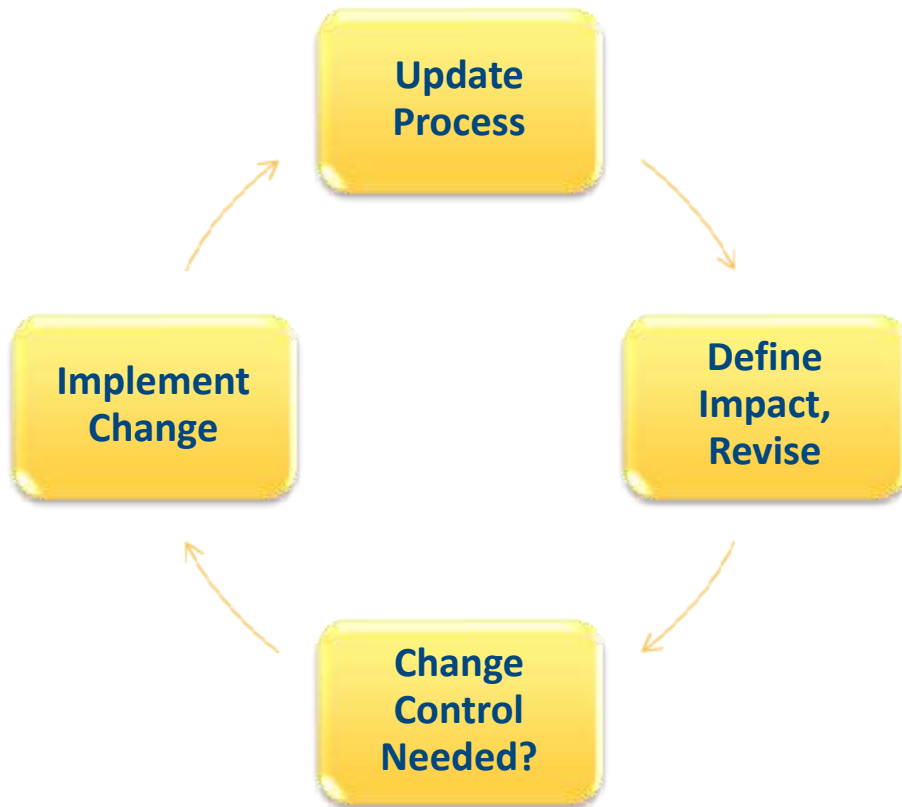 Update
Process
Implement
Change
Define
Impact,
Revise
Change
Control
Needed?